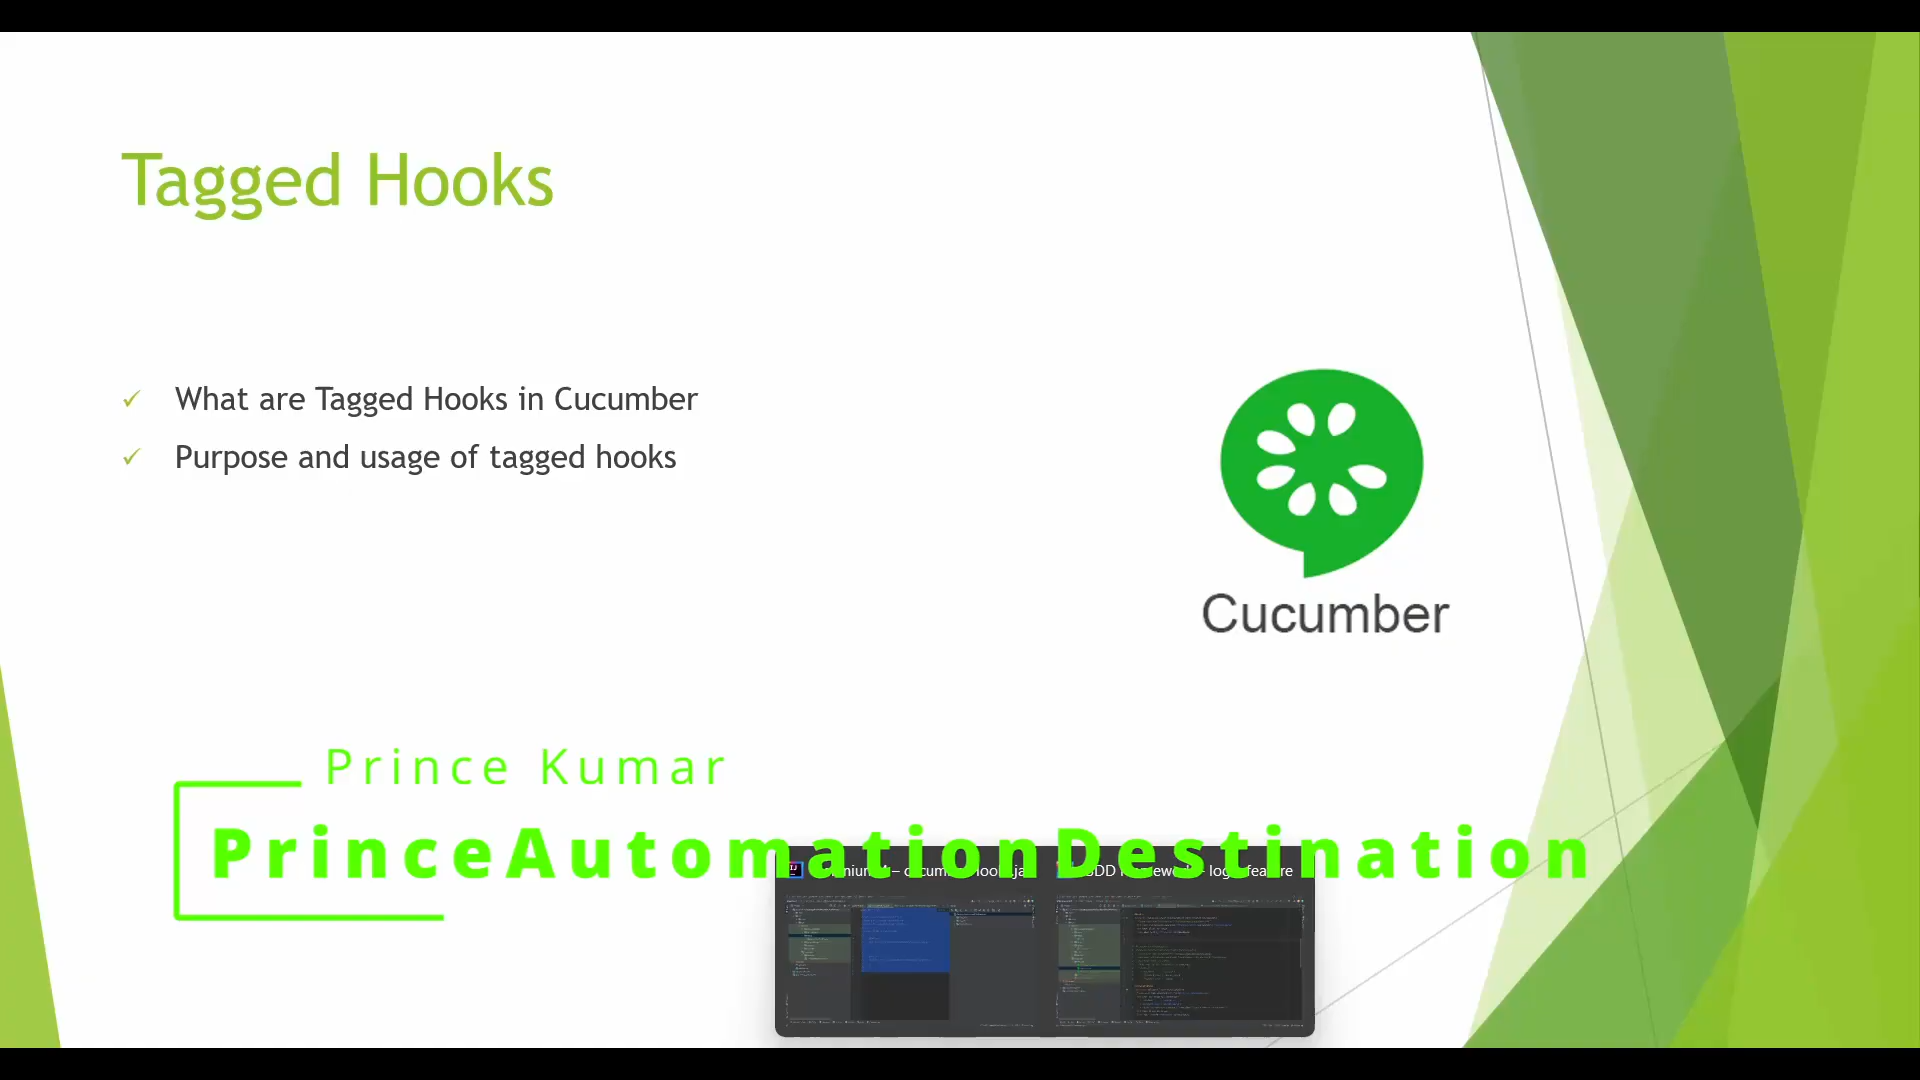 Tagged Hooks
What are Tagged Hooks in Cucumber
Purpose and usage of tagged hooks
Cucumber
Prince Kumar
PrinceAutomationDestination